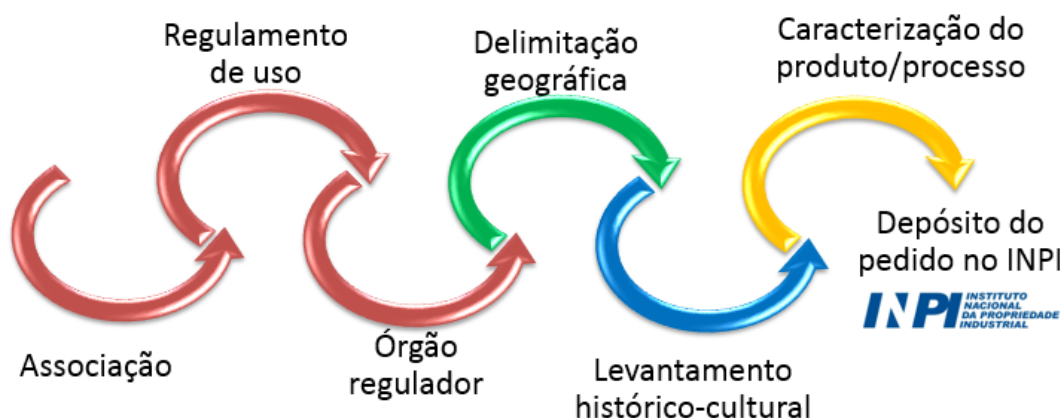 Associação
Regulamento
de uso
Órgão
regulador
Delimitação
geográfica
Levantamento
histórico-cultural
Caracterização do
produto/processo
Depósito do
pedido no INPI
INPI
INSTITUTO
NACIONAL
DA PROPRIEDADE
INDUSTRIAL